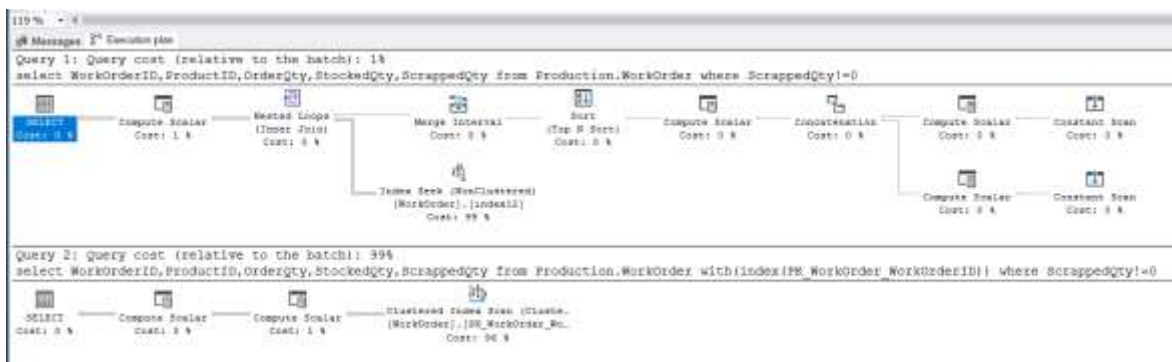 119 %
Messages Execution plan
Query 1: Query cost (relative to the batch): 1%
select WorkOrderID,ProductID,OrderQty,StockedQty,ScrappedQty from Production.WorkOrder where ScrappedQty!=0
SELECT
Cost: 0 %
Compute Scalar
Cost: 1 %
Nested Loops
(Inner Join)
Cost: 0 %
Merge Interval
Cost: 0 %
Sort
(Top N Sort)
Cost: 0 %
Compute Scalar
Cost: 0 %
Concatenation
Cost: 0 %
Compute Scalar
Cost: 0 %
Constant Scan
Cost: 0 %
Index Seek (NonClustered)
[WorkOrder].[index12]
Cost: 99 %
Compute Scalar
Cost: 0 %
Constant Scan
Cost: 0 %
Query 2: Query cost (relative to the batch): 99%
select WorkOrderID,ProductID,OrderQty,StockedQty,ScrappedQty from Production.WorkOrder with(index(PK_WorkOrder_WorkOrderID)) where ScrappedQty!=0
SELECT
Cost: 0 %
Compute Scalar
Cost: 0 %
Compute Scalar
Cost: 1 %
Clustered Index Scan (Cluste…
[WorkOrder].[PK_WorkOrder_Wo…
Cost: 98 %